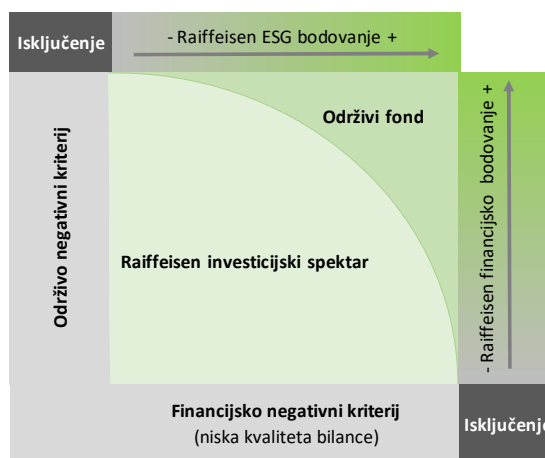 Isključenje
- Raiffeisen ESG bodovanje +
Održivi fond
- Raiffeisen financijsko bodovanje +
Održivo negativni kriterij
Raiffeisen investicijski spektar
Financijsko negativni kriterij
(niska kvaliteta bilance)
Isključenje